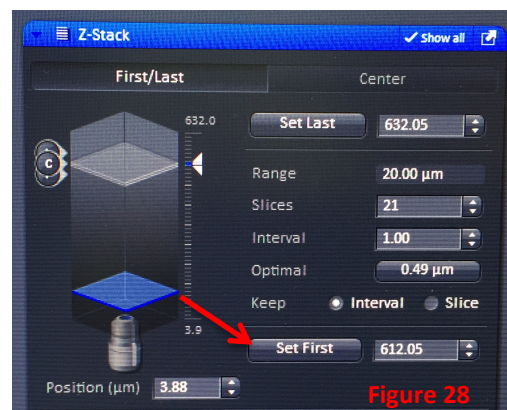 Z-Stack Show all
First/Last Center
632.0 Set Last 632.05
C
Range 20.00 µm
Slices 21
Interval 1.00
Optimal 0.49 µm
Keep Interval Slice
3.9
Set First 612.05
Position (µm) 3.88
Figure 28